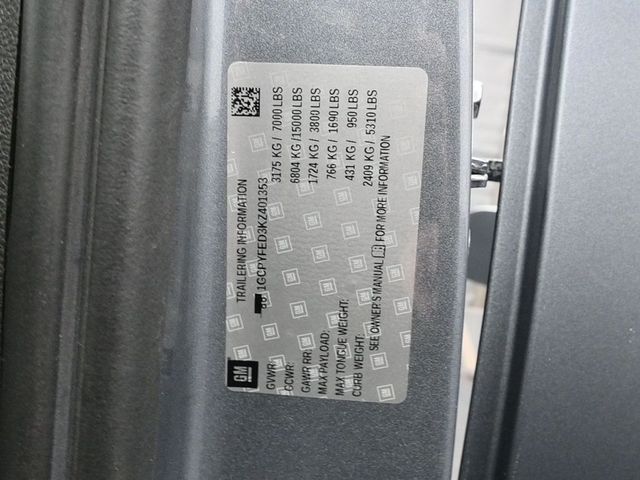 GM
TRAILERING INFORMATION
1GCPYFED3KZ401353
GVWR: 3175 KG / 7000 LBS
GCWR: 6804 KG /15000 LBS
GAWR RR: 1724 KG / 3800 LBS
MAX PAYLOAD: 766 KG / 1690 LBS
MAX TONGUE WEIGHT: 431 KG / 950 LBS
CURB WEIGHT: 2409 KG / 5310 LBS
SEE OWNER'S MANUAL FOR MORE INFORMATION